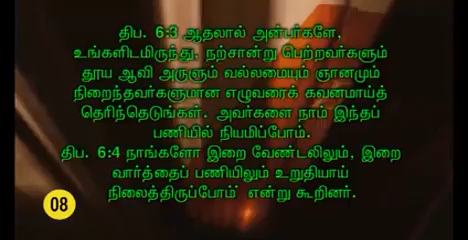 திப. 6:3 ஆதலால் அன்பர்களே,
உங்களிடமிருந்து, நற்சான்று பெற்றவர்களும்
தூய ஆவி அருளும் வல்லமையும் ஞானமும்
நிறைந்தவர்களுமான எழுவரைக் கவனமாய்த்
தெரிந்தெடுங்கள். அவர்களை நாம் இந்தப்
பணியில் நியமிப்போம்.
திப. 6:4 நாங்களோ இறை வேண்டலிலும், இறை
வார்த்தைப் பணியிலும் உறுதியாய்
நிலைத்திருப்போம்' என்று கூறினர்.
08